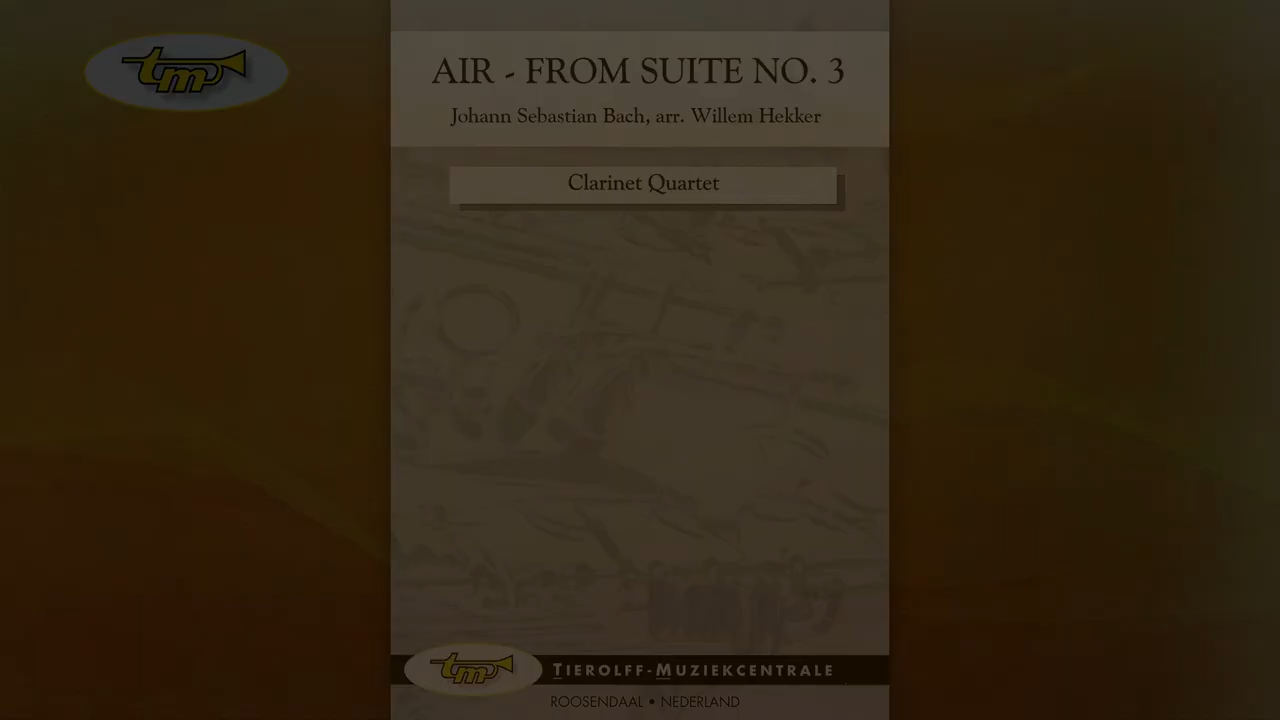 tm
AIR - FROM SUITE NO. 3
Johann Sebastian Bach, arr. Willem Hekker
Clarinet Quartet
tm TIEROLFF-MUZIEKCENTRALE
ROOSENDAAL • NEDERLAND